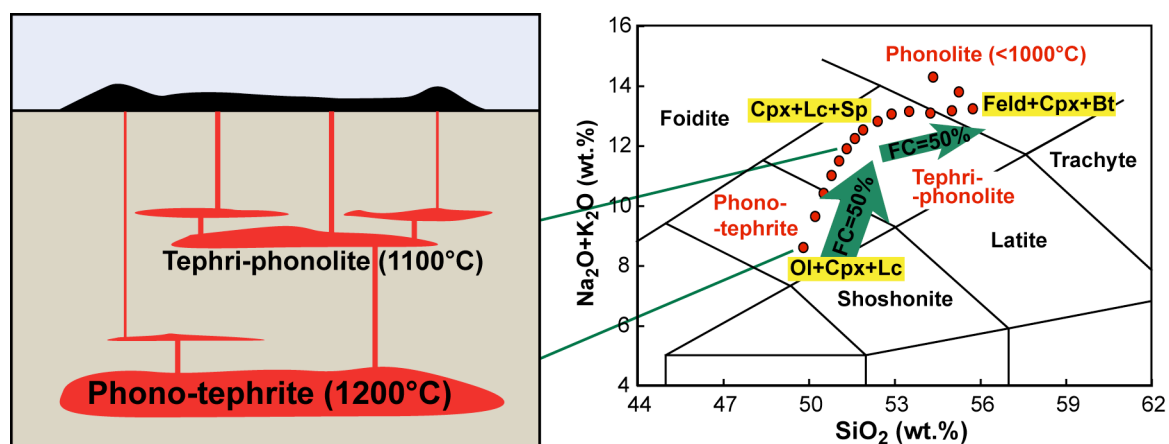 Tephri-phonolite (1100°C)
Phono-tephrite (1200°C)
Na₂O+K₂O (wt.%)
16
14
12
10
8
6
4
Phonolite (<1000°C)
Cpx+Lc+Sp
Feld+Cpx+Bt
Foidite
FC=50%
Trachyte
Tephri-
-phonolite
Phono-
-tephrite
FC=50%
Latite
Ol+Cpx+Lc
Shoshonite
44 47 50 53 56 59 62
SiO₂ (wt.%)